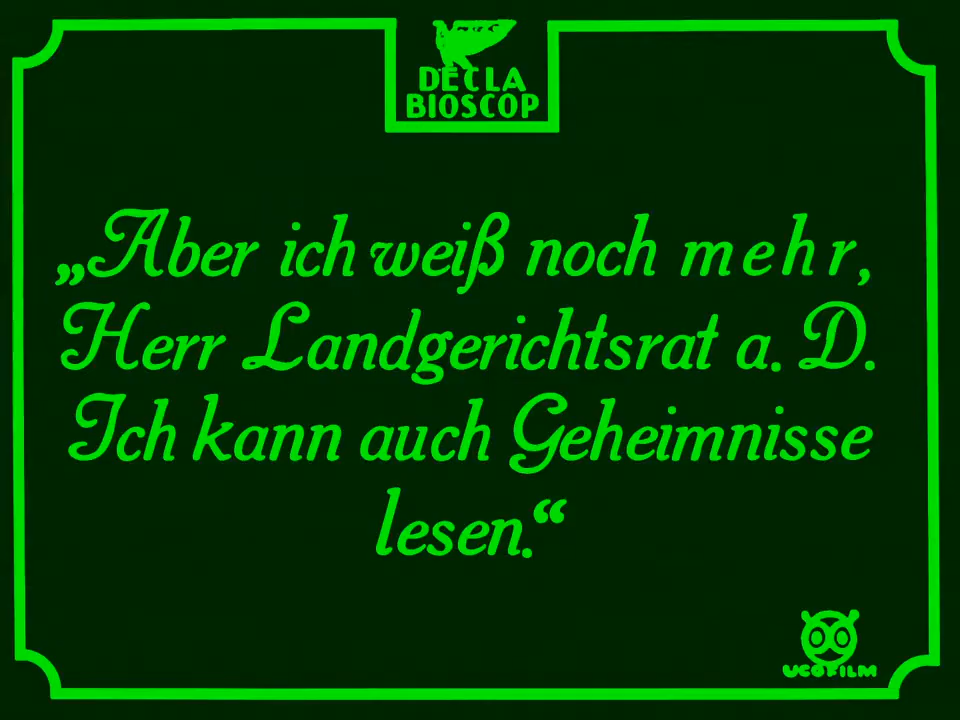 DECLA
BIOSCOP
„Aber ich weiß noch mehr,
Herr Landgerichtsrat a. D.
Ich kann auch Geheimnisse
lesen.“
UCOFILM